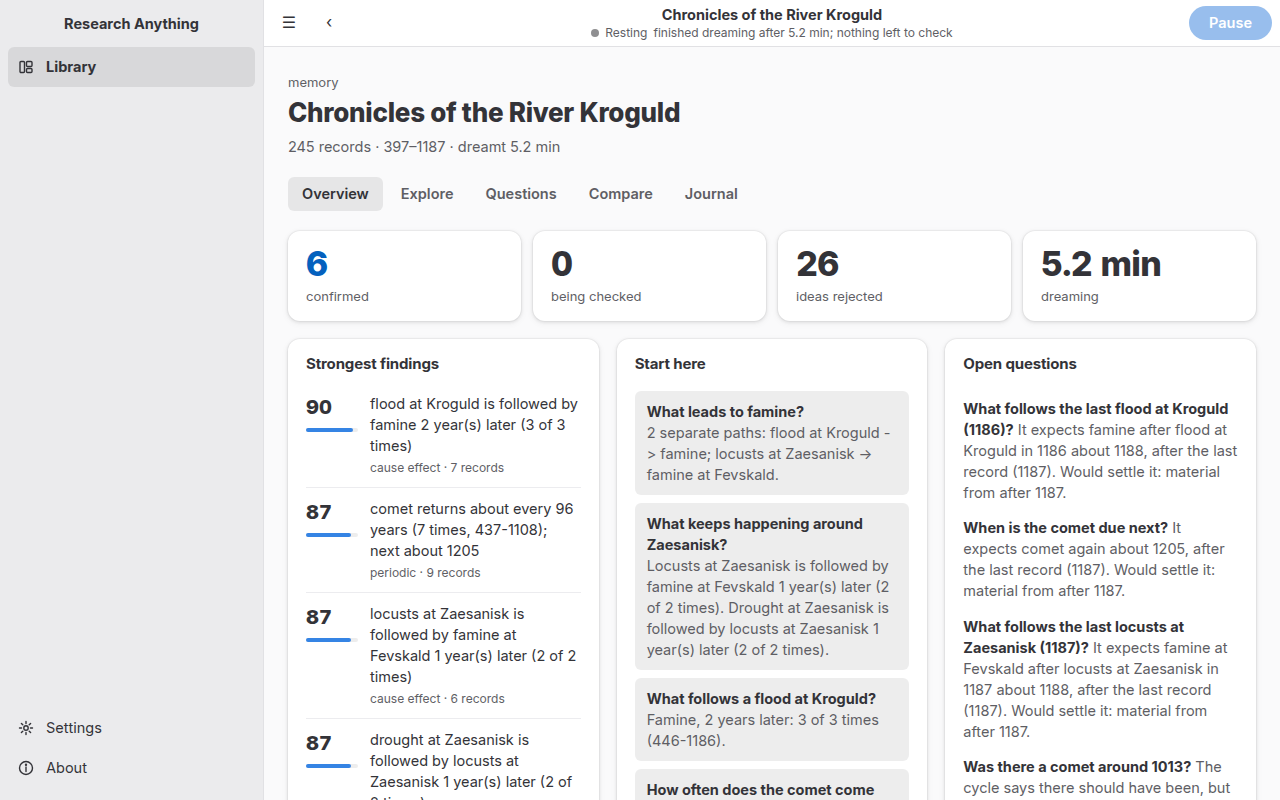 Research Anything
Library
Settings
About
Chronicles of the River Kroguld
Resting finished dreaming after 5.2 min; nothing left to check
Pause
memory
Chronicles of the River Kroguld
245 records · 397–1187 · dreamt 5.2 min
Overview
Explore
Questions
Compare
Journal
6
confirmed
0
being checked
26
ideas rejected
5.2 min
dreaming
Strongest findings
90
flood at Kroguld is followed by
famine 2 year(s) later (3 of 3
times)
cause effect · 7 records
87
comet returns about every 96
years (7 times, 437-1108);
next about 1205
periodic · 9 records
87
locusts at Zaesanisk is
followed by famine at
Fevskald 1 year(s) later (2 of 2
times)
cause effect · 6 records
87
drought at Zaesanisk is
followed by locusts at
Zaesanisk 1 year(s) later (2 of
Start here
What leads to famine?
2 separate paths: flood at Kroguld -
> famine; locusts at Zaesanisk →
famine at Fevskald.
What keeps happening around
Zaesanisk?
Locusts at Zaesanisk is followed by
famine at Fevskald 1 year(s) later (2
of 2 times). Drought at Zaesanisk is
followed by locusts at Zaesanisk 1
year(s) later (2 of 2 times).
What follows a flood at Kroguld?
Famine, 2 years later: 3 of 3 times
(446-1186).
How often does the comet come
Open questions
What follows the last flood at Kroguld
(1186)? It expects famine after flood at
Kroguld in 1186 about 1188, after the last
record (1187). Would settle it: material
from after 1187.
When is the comet due next? It
expects comet again about 1205, after
the last record (1187). Would settle it:
material from after 1187.
What follows the last locusts at
Zaesanisk (1187)? It expects famine at
Fevskald after locusts at Zaesanisk in
1187 about 1188, after the last record
(1187). Would settle it: material from
after 1187.
Was there a comet around 1013? The
cycle says there should have been, but